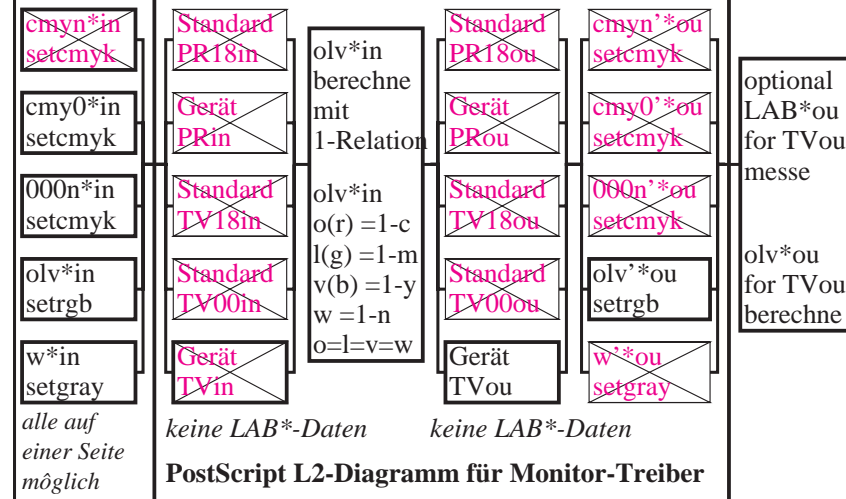 cmyn*in
setcmyk
cmy0*in
setcmyk
000n*in
setcmyk
olv*in
setrgb
w*in
setgray
alle auf
einer Seite
môglich
Standard
PR18in
Gerät
PRin
Standard
TV18in
Standard
TV00in
Gerät
TVin
keine LAB*-Daten
olv*in
berechne
mit
1-Relation
olv*in
o(r) =1-c
l(g) =1-m
v(b) =1-y
w =1-n
o=l=v=w
Standard
PR18ou
Gerät
PRou
Standard
TV18ou
Standard
TV00ou
Gerät
TVou
keine LAB*-Daten
cmyn’*ou
setcmyk
cmy0’*ou
setcmyk
000n’*ou
setcmyk
olv’*ou
setrgb
w’*ou
setgray
optional
LAB*ou
for TVou
messe
olv*ou
for TVou
berechne
PostScript L2-Diagramm für Monitor-Treiber